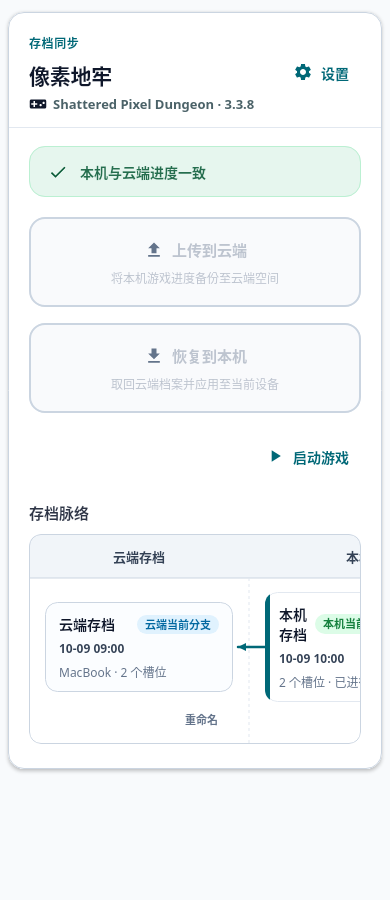 存档同步
像素地牢
设置
Shattered Pixel Dungeon · 3.3.8
本机与云端进度一致
上传到云端
将本机游戏进度备份至云端空间
恢复到本机
取回云端档案并应用至当前设备
启动游戏
存档脉络
云端存档
本
云端存档
云端当前分支
10-09 09:00
MacBook · 2 个槽位
重命名
本机
存档
本机当前
10-09 10:00
2 个槽位 · 已进